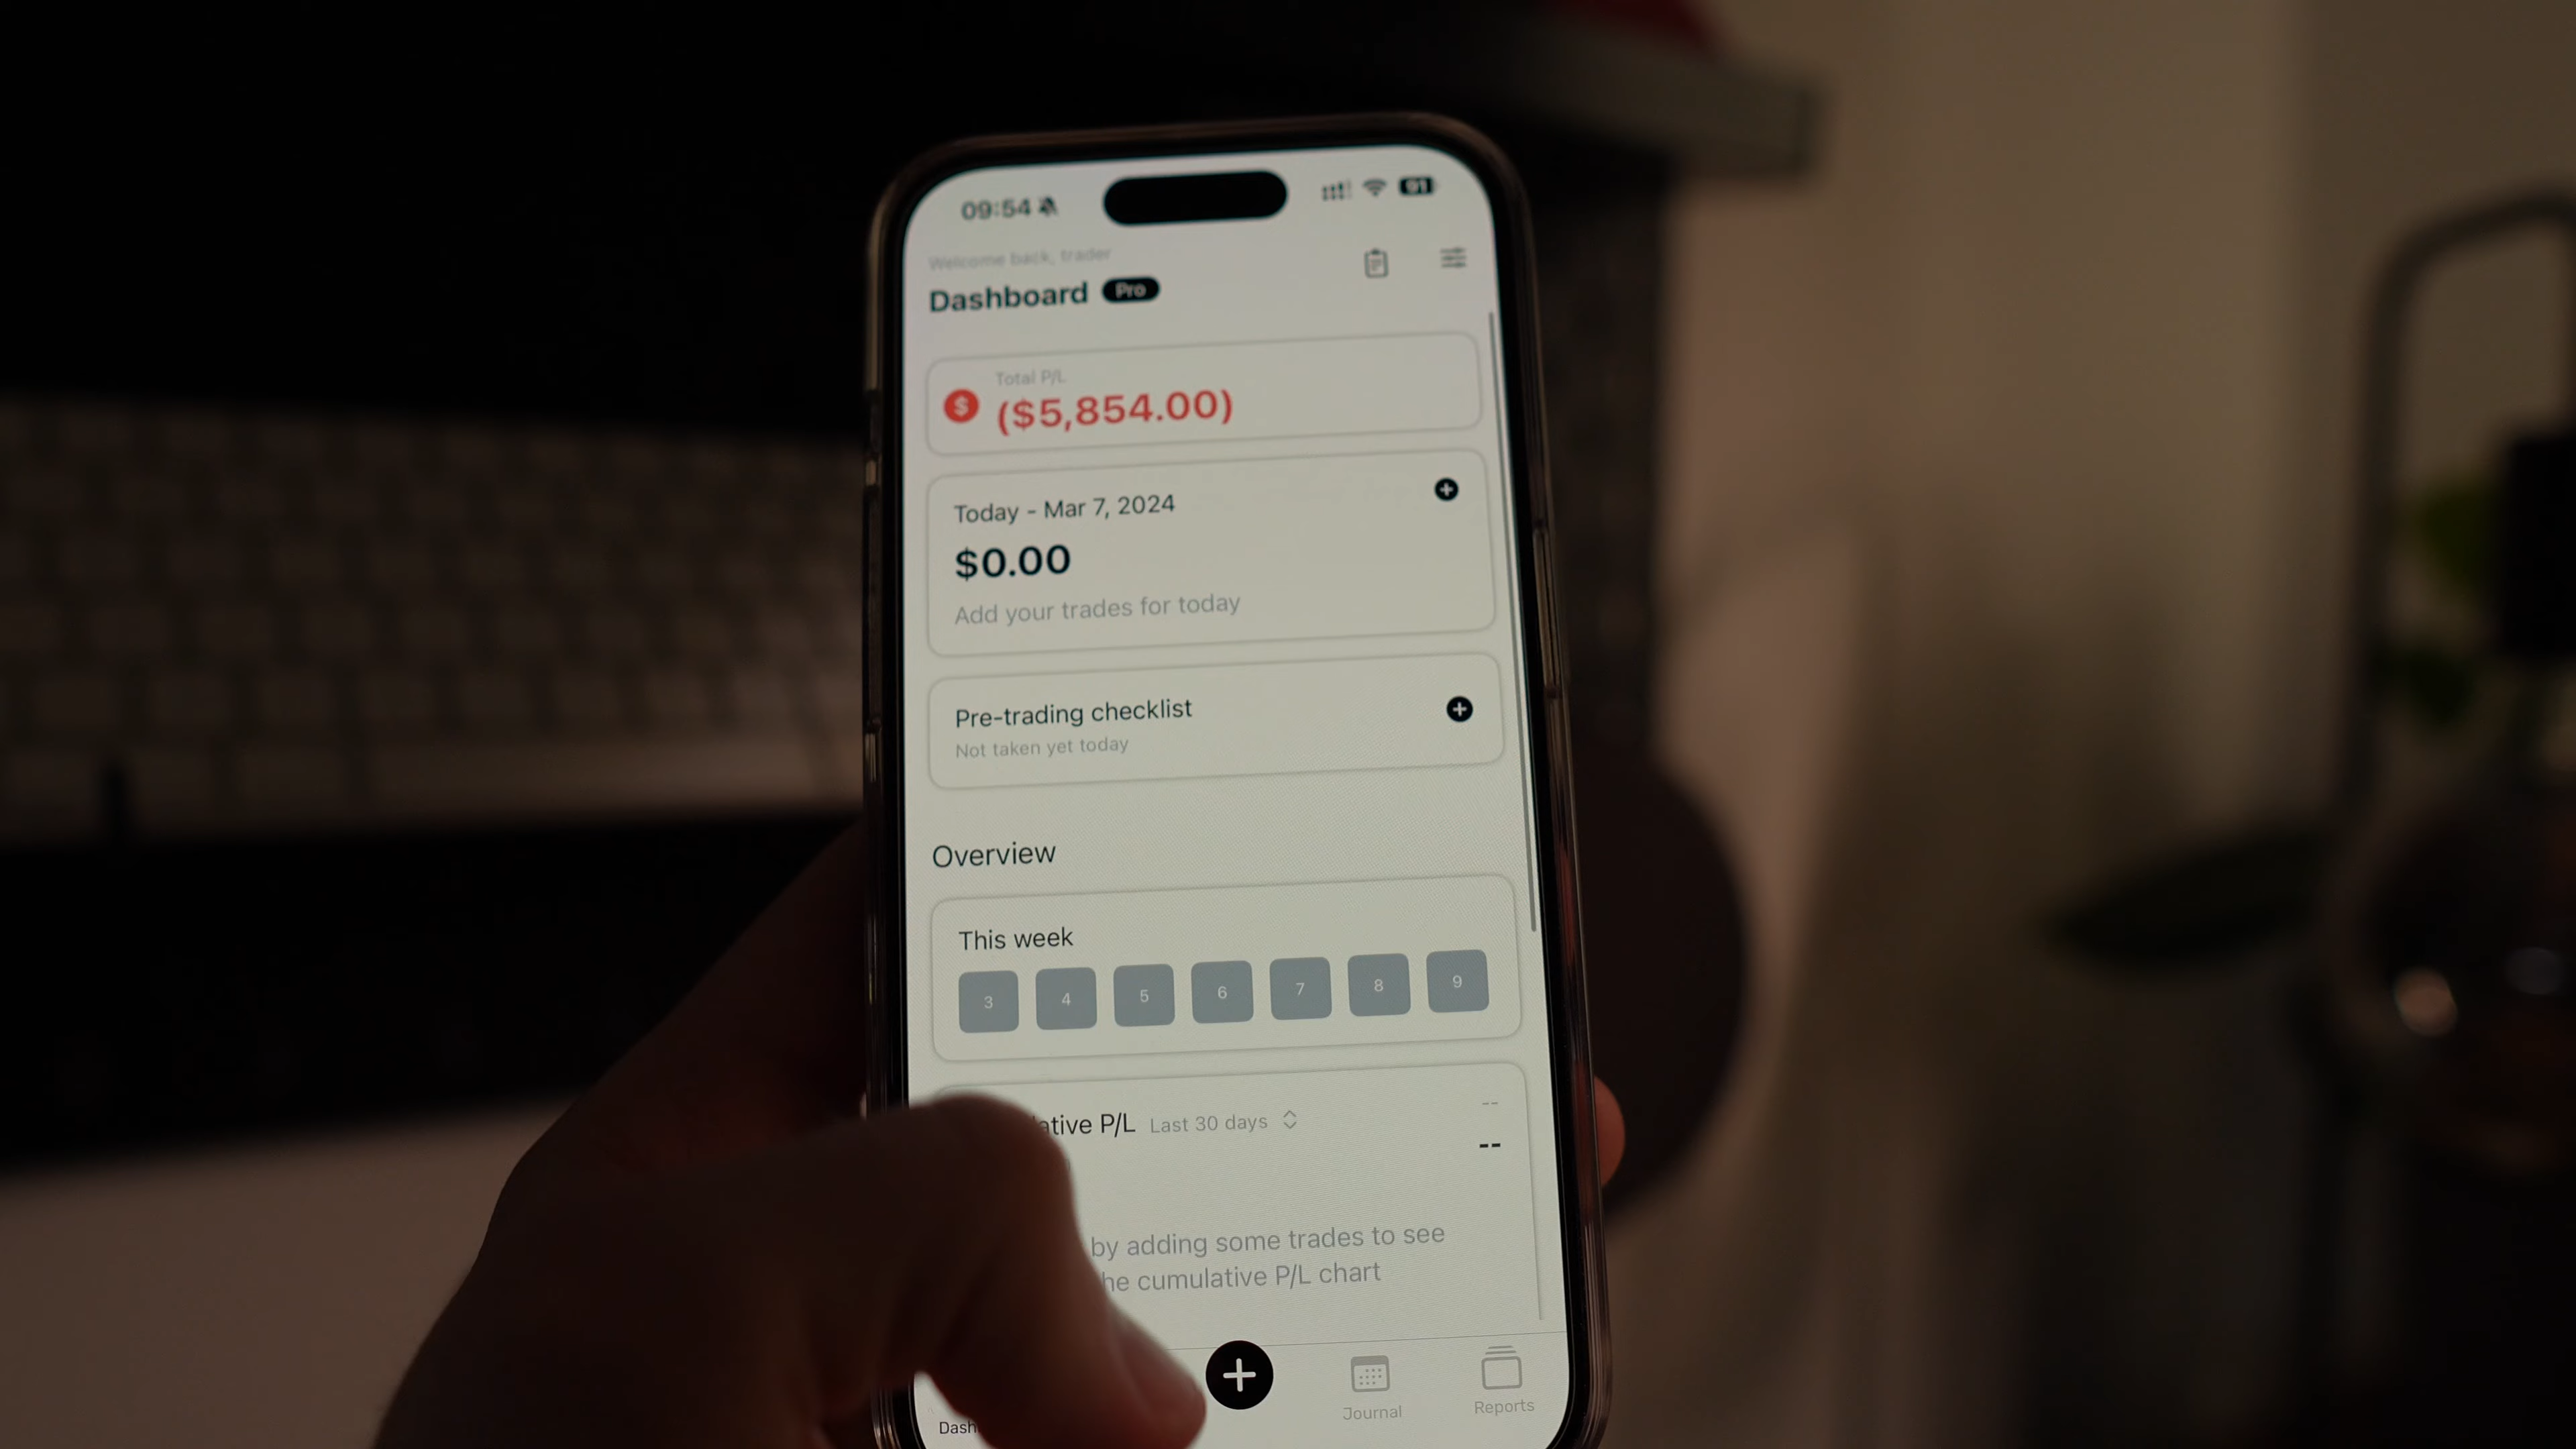 09:54
91
Welcome back, trader
Dashboard Pro
Total P/L
$ ($5,854.00)
Today - Mar 7, 2024
$0.00
Add your trades for today
Pre-trading checklist
Not taken yet today
Overview
This week
3 4 5 6 7 8 9
ative P/L Last 30 days --
--
by adding some trades to see
he cumulative P/L chart
Dash
Journal
Reports